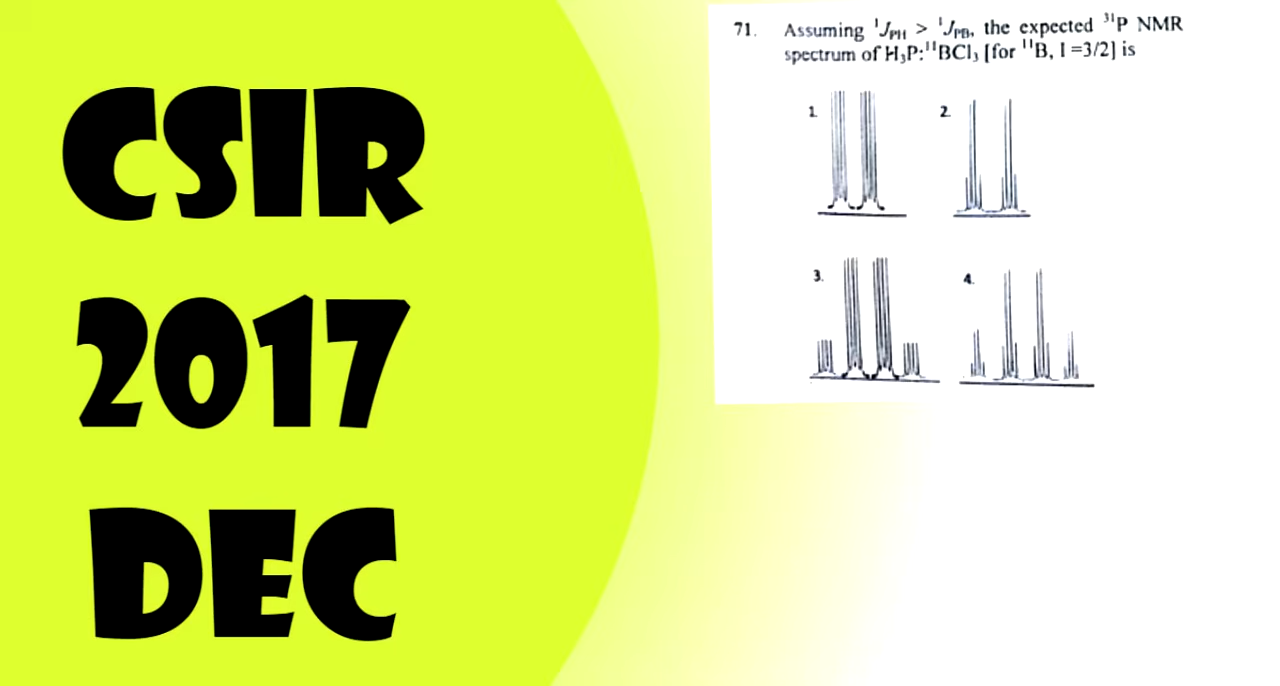 CSIR
2017
DEC
71. Assuming ¹J_PH > ¹J_PB, the expected ³¹P NMR
spectrum of H₃P:¹¹BCl₃ [for ¹¹B, I =3/2] is
1. 2.
3. 4.